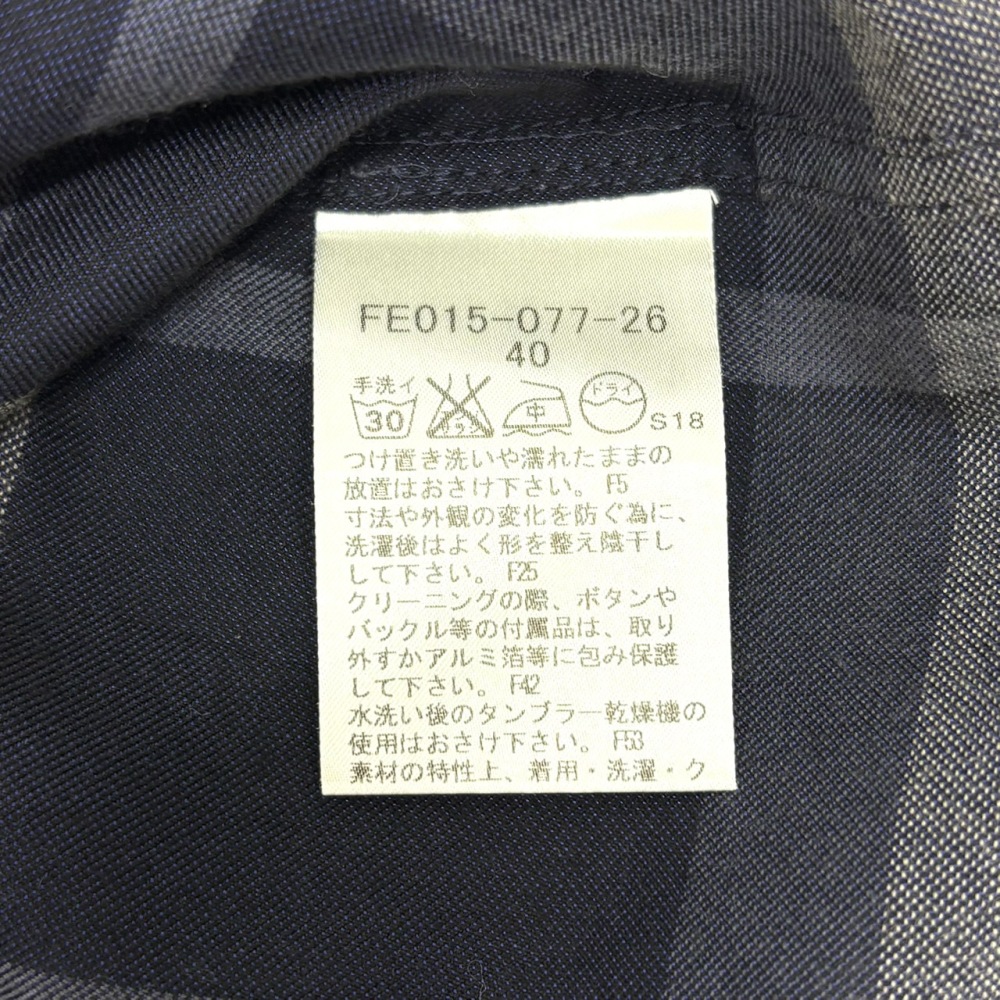 FE015-077-26
40
手洗イ
30
エンソ
サラシ
中
ドライ
S18
つけ置き洗いや濡れたままの
放置はおさけ下さい。 F5
寸法や外観の変化を防ぐ為に、
洗濯後はよく形を整え陰干し
して下さい。 F25
クリーニングの際、ボタンや
バックル等の付属品は、取り
外すかアルミ箔等に包み保護
して下さい。 F42
水洗い後のタンブラー乾燥機の
使用はおさけ下さい。 F53
素材の特性上、着用・洗濯・ク